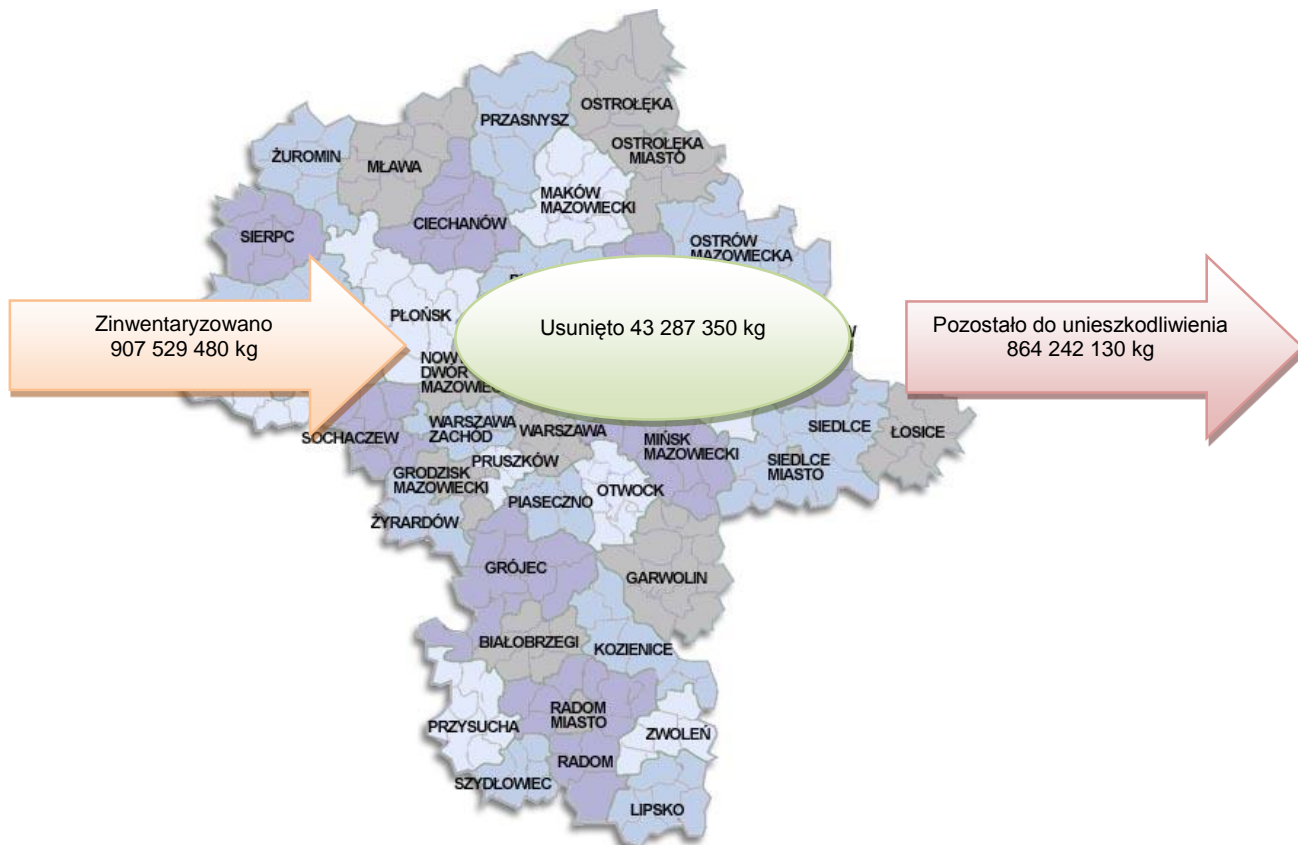 OSTROŁĘKA
PRZASNYSZ
OSTROŁĘKA
MIASTO
ŻUROMIN
MŁAWA
MAKÓW
MAZOWIECKI
CIECHANÓW
SIERPC
OSTRÓW
MAZOWIECKA
Zinwentaryzowano
907 529 480 kg
PŁOŃSK
Usunięto 43 287 350 kg
Pozostało do unieszkodliwienia
864 242 130 kg
DWÓR
SOCHACZEW
WARSZAWA
ZACHÓD
WARSZAWA
MIŃSK
MAZOWIECKI
SIEDLCE
ŁOSICE
SIEDLCE
MIASTO
PRUSZKÓW
GRODZISK
MAZOWIECKI
PIASECZNO
OTWOCK
ŻYRARDÓW
GRÓJEC
GARWOLIN
BIAŁOBRZEGI
KOZIENICE
RADOM
MIASTO
PRZYSUCHA
ZWOLEŃ
RADOM
SZYDŁOWIEC
LIPSKO